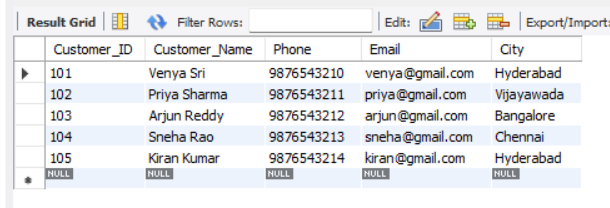 Result Grid Filter Rows: Edit: Export/Import:
Customer_ID Customer_Name Phone Email City
101 Venya Sri 9876543210 venya@gmail.com Hyderabad
102 Priya Sharma 9876543211 priya@gmail.com Vijayawada
103 Arjun Reddy 9876543212 arjun@gmail.com Bangalore
104 Sneha Rao 9876543213 sneha@gmail.com Chennai
105 Kiran Kumar 9876543214 kiran@gmail.com Hyderabad
NULL NULL NULL NULL NULL